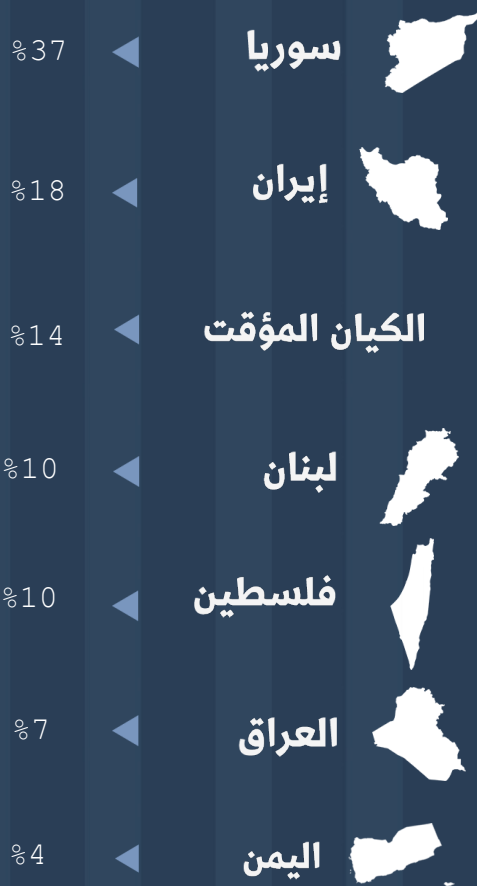 سوريا %37
إيران %18
الكيان المؤقت %14
لبنان %10
فلسطين %10
العراق %7
اليمن %4